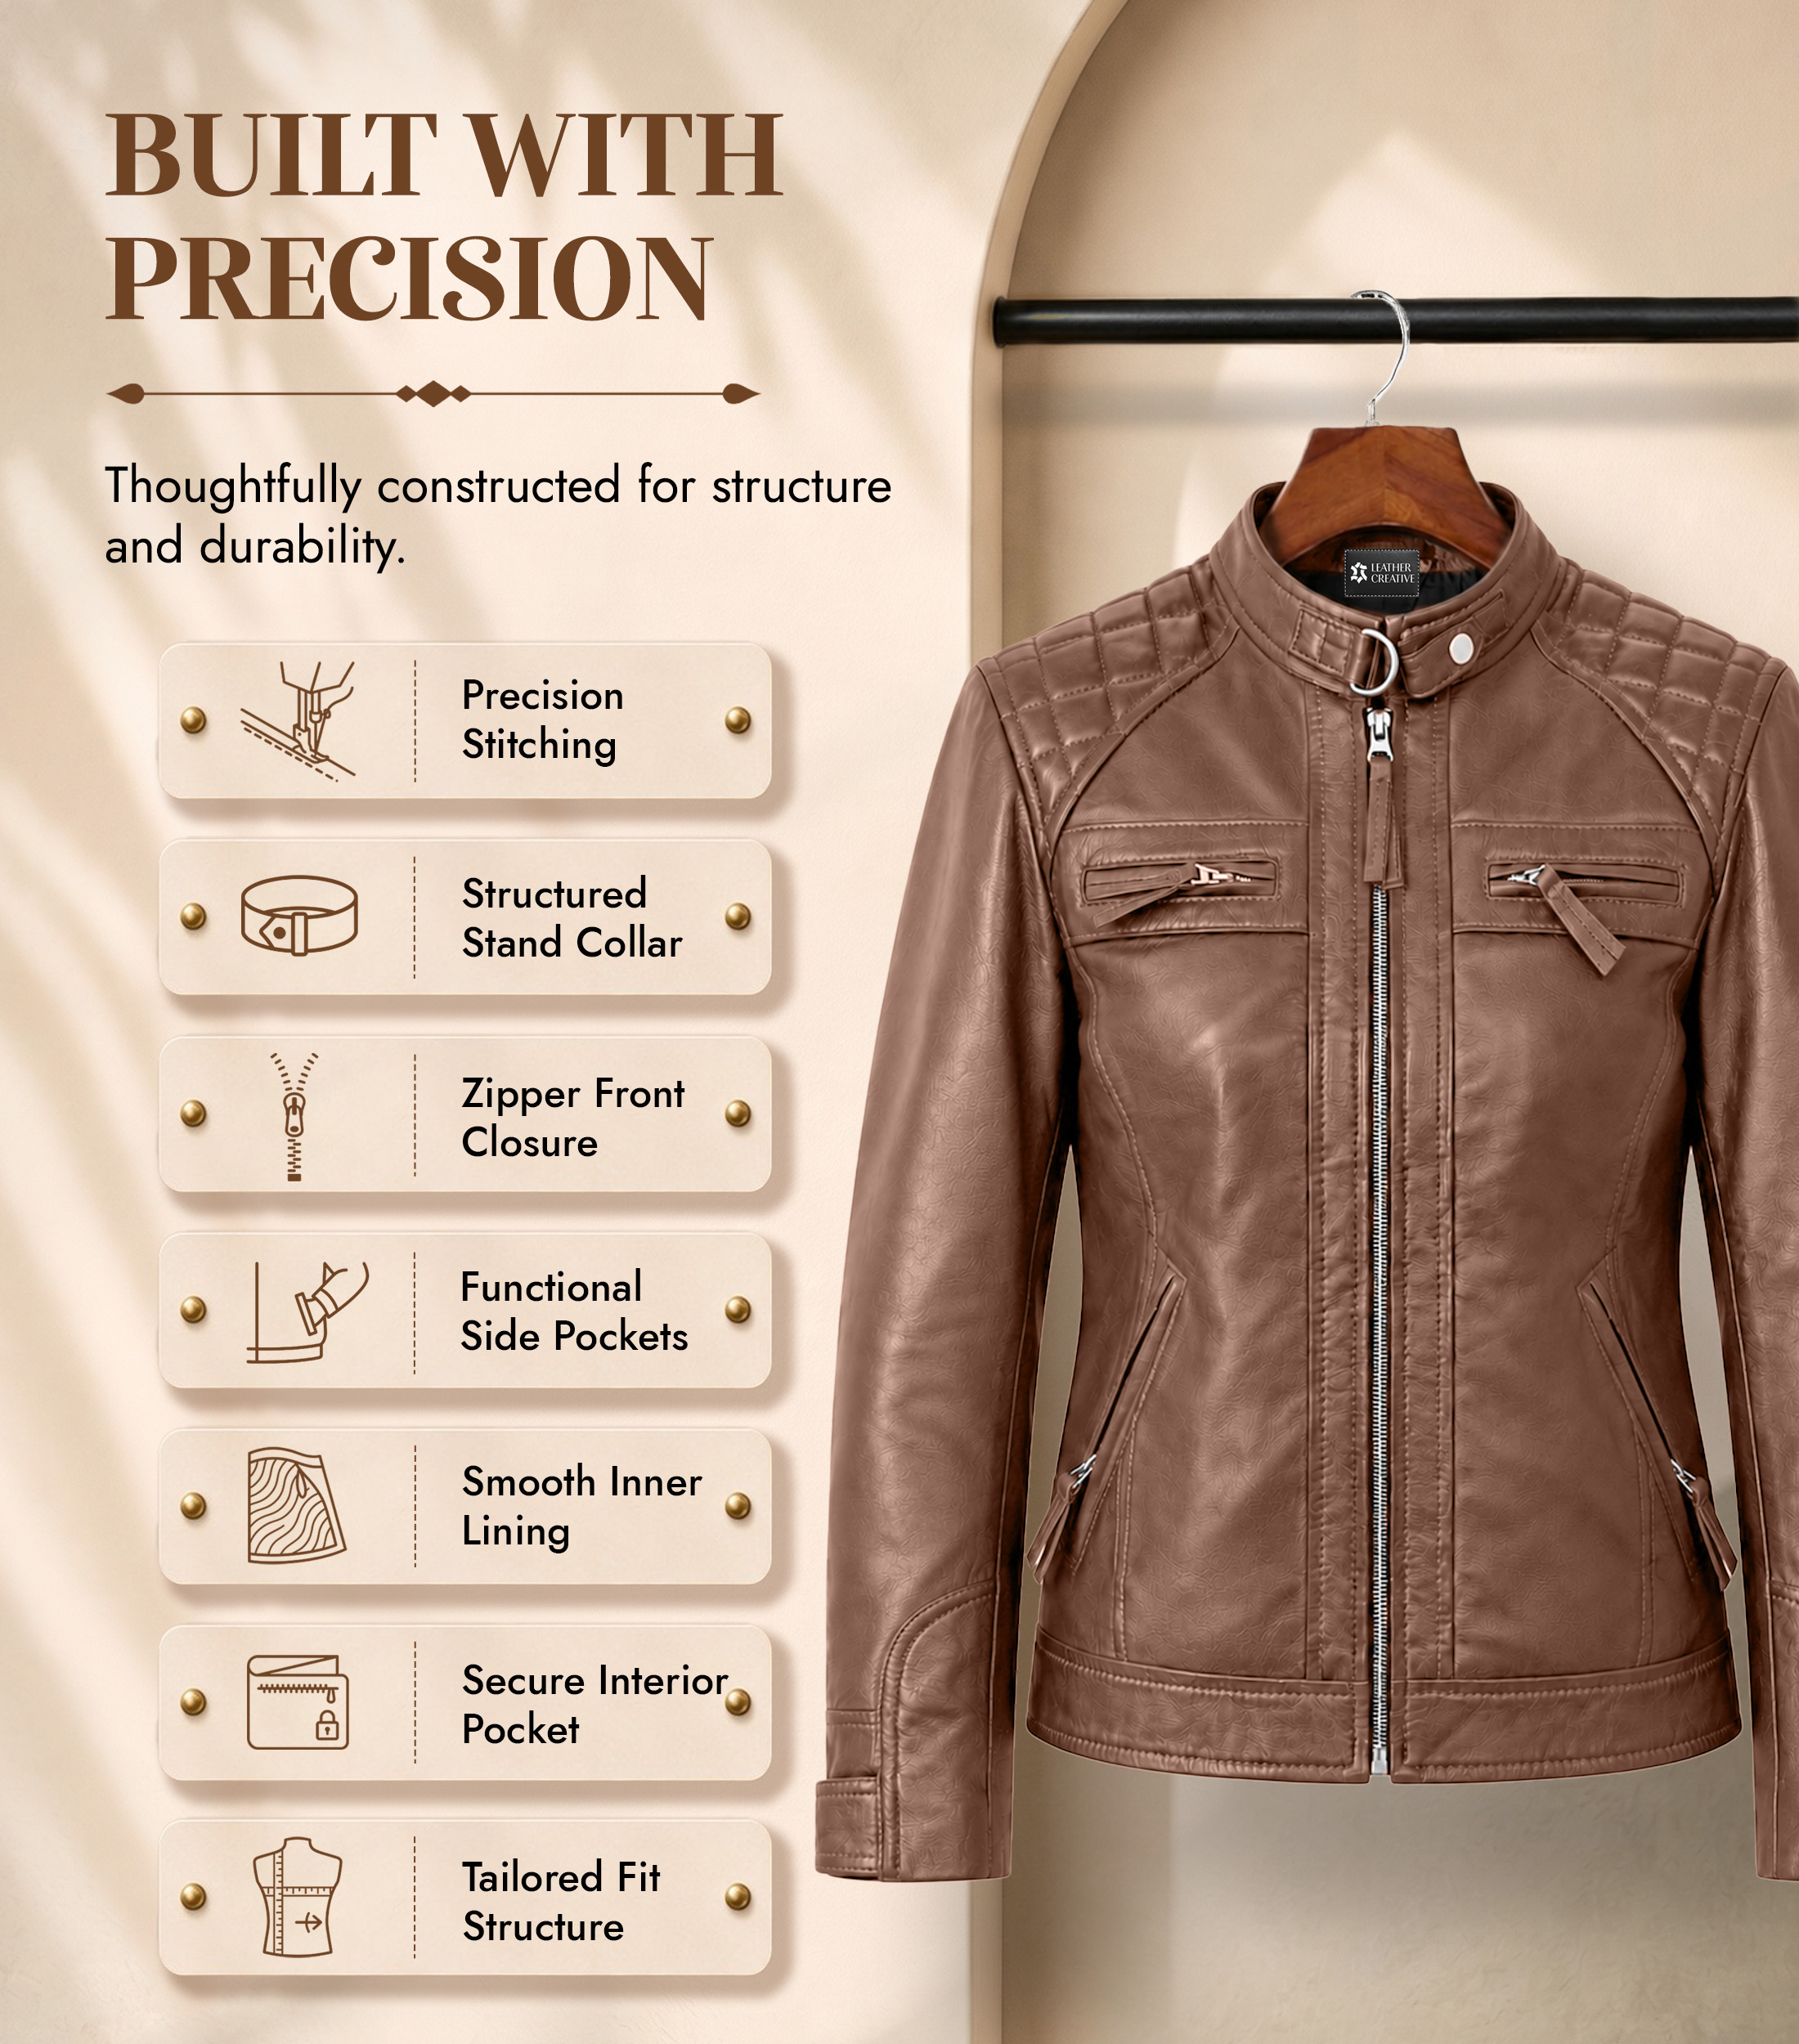 BUILT WITH
PRECISION
Thoughtfully constructed for structure
and durability.
Precision
Stitching
Structured
Stand Collar
Zipper Front
Closure
Functional
Side Pockets
Smooth Inner
Lining
Secure Interior
Pocket
Tailored Fit
Structure
LEATHER
CREATIVE